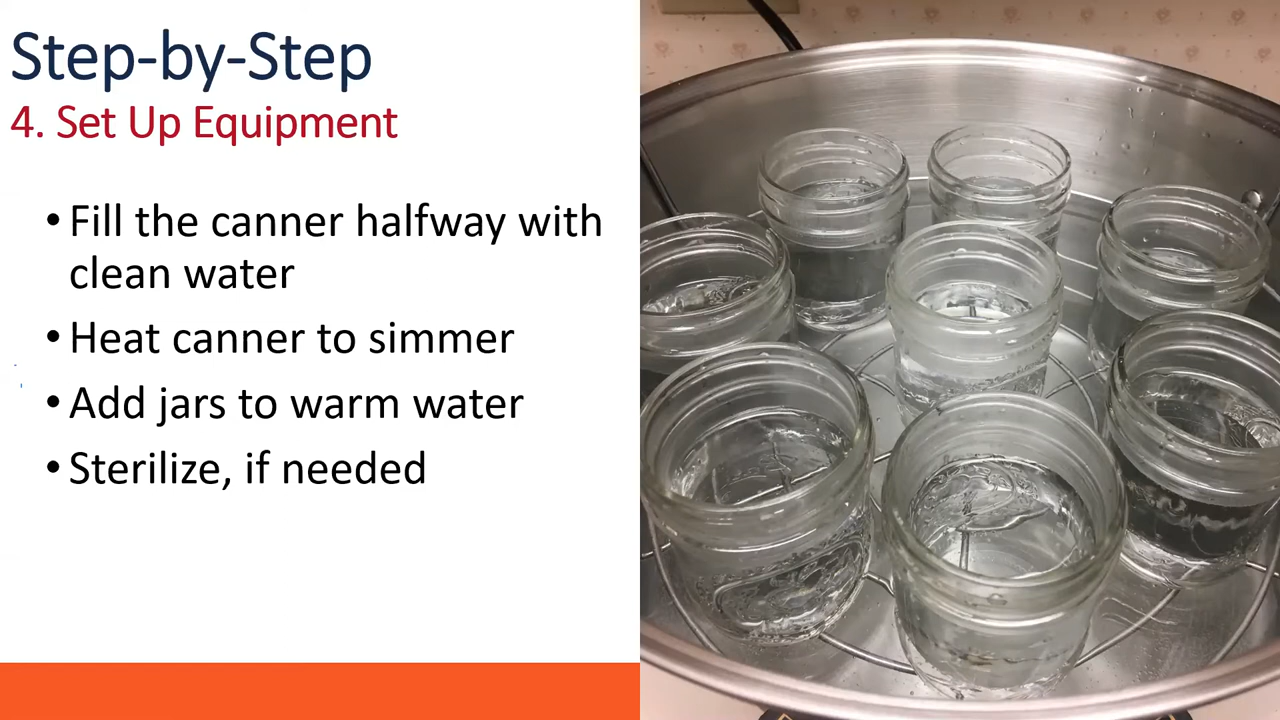 Step-by-Step
4. Set Up Equipment
• Fill the canner halfway with
clean water
• Heat canner to simmer
• Add jars to warm water
• Sterilize, if needed